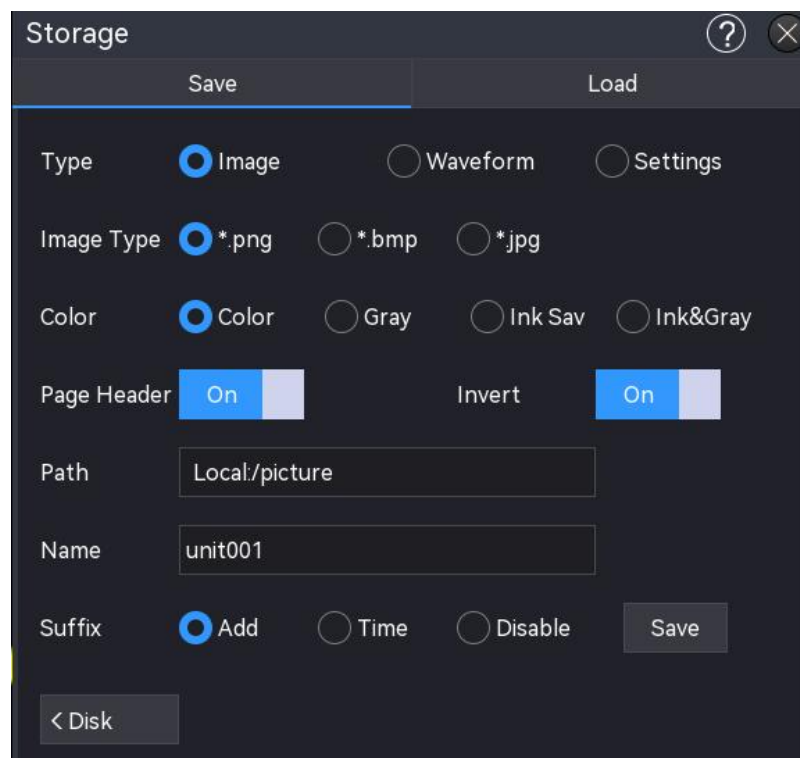 Storage ?
Save Load
Type Image Waveform Settings
Image Type *.png *.bmp *.jpg
Color Color Gray Ink Sav Ink&Gray
Page Header On Invert On
Path Local:/picture
Name unit001
Suffix Add Time Disable Save
< Disk